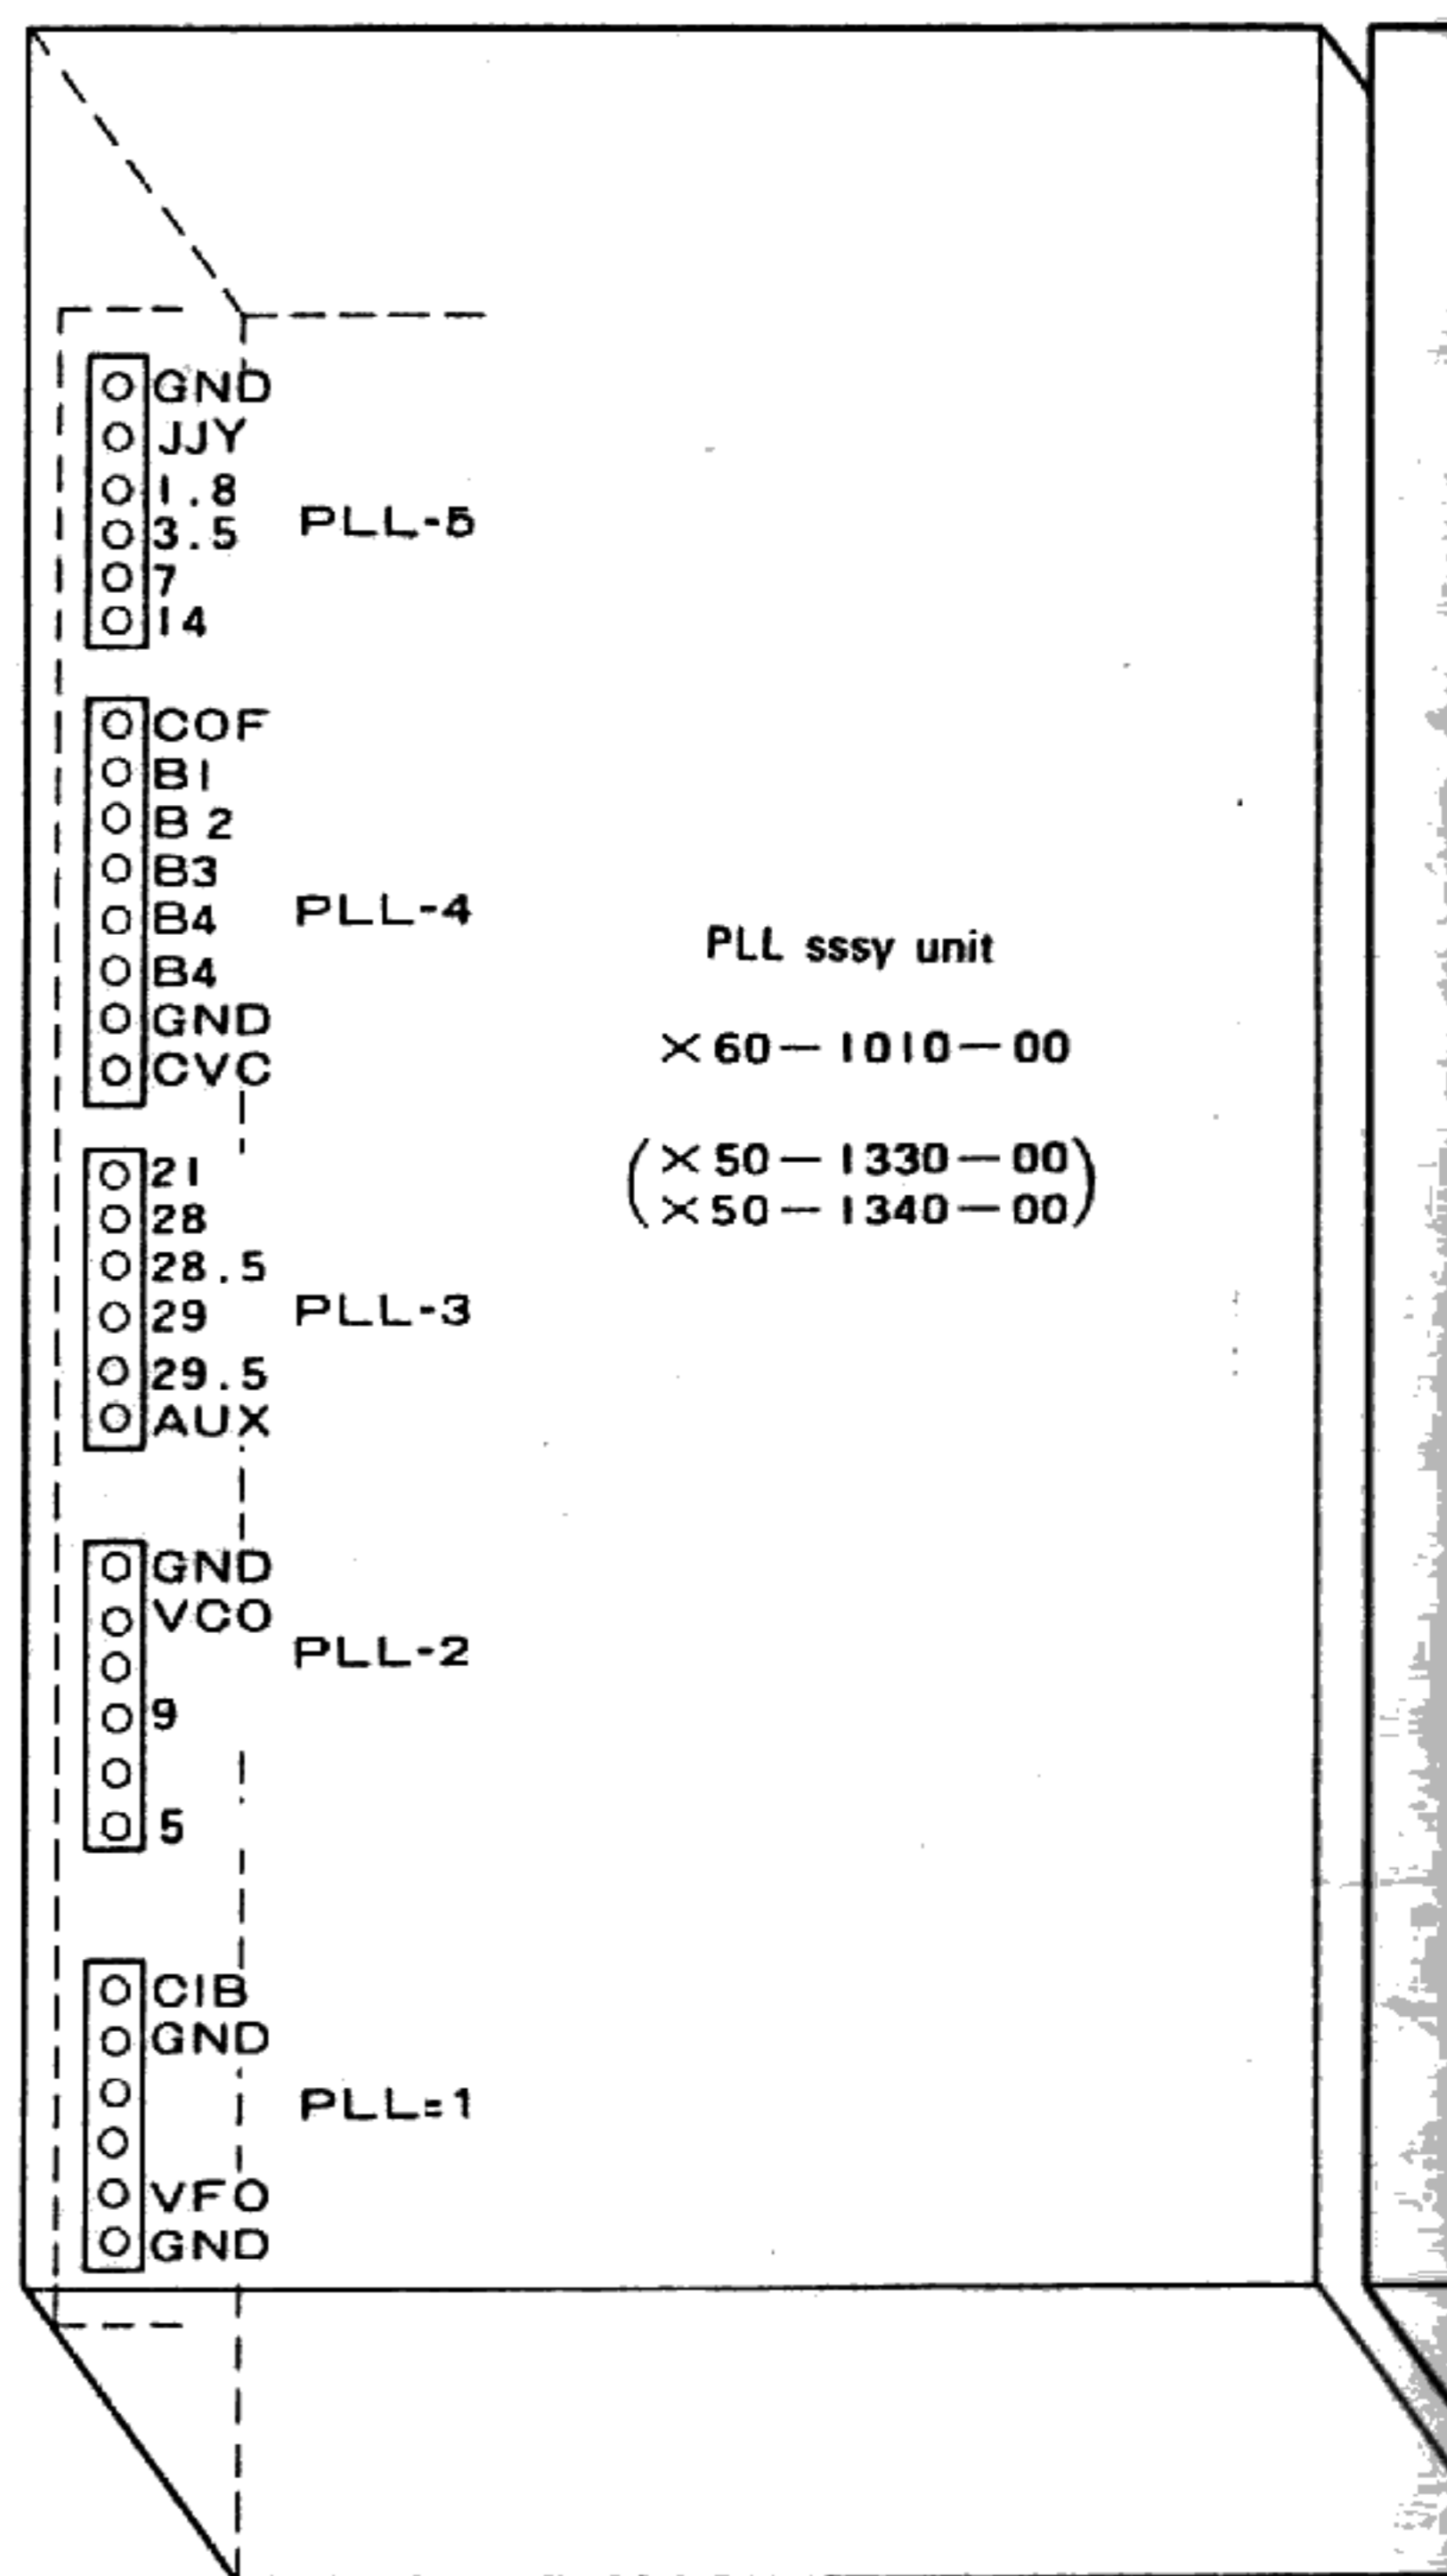 GND
JJY
1.8
3.5
7
14
PLL-5
COF
B1
B2
B3
B4
B4
GND
CVC
PLL-4
21
28
28.5
29
29.5
AUX
PLL-3
GND
VCO
9
5
PLL-2
CIB
GND
VFO
GND
PLL=1
PLL sssy unit
X60-1010-00
(X50-1330-00
X50-1340-00)